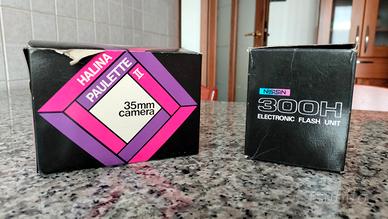 HALINA
PAULETTE II
35mm
camera
NISSIN
300H
ELECTRONIC FLASH UNIT